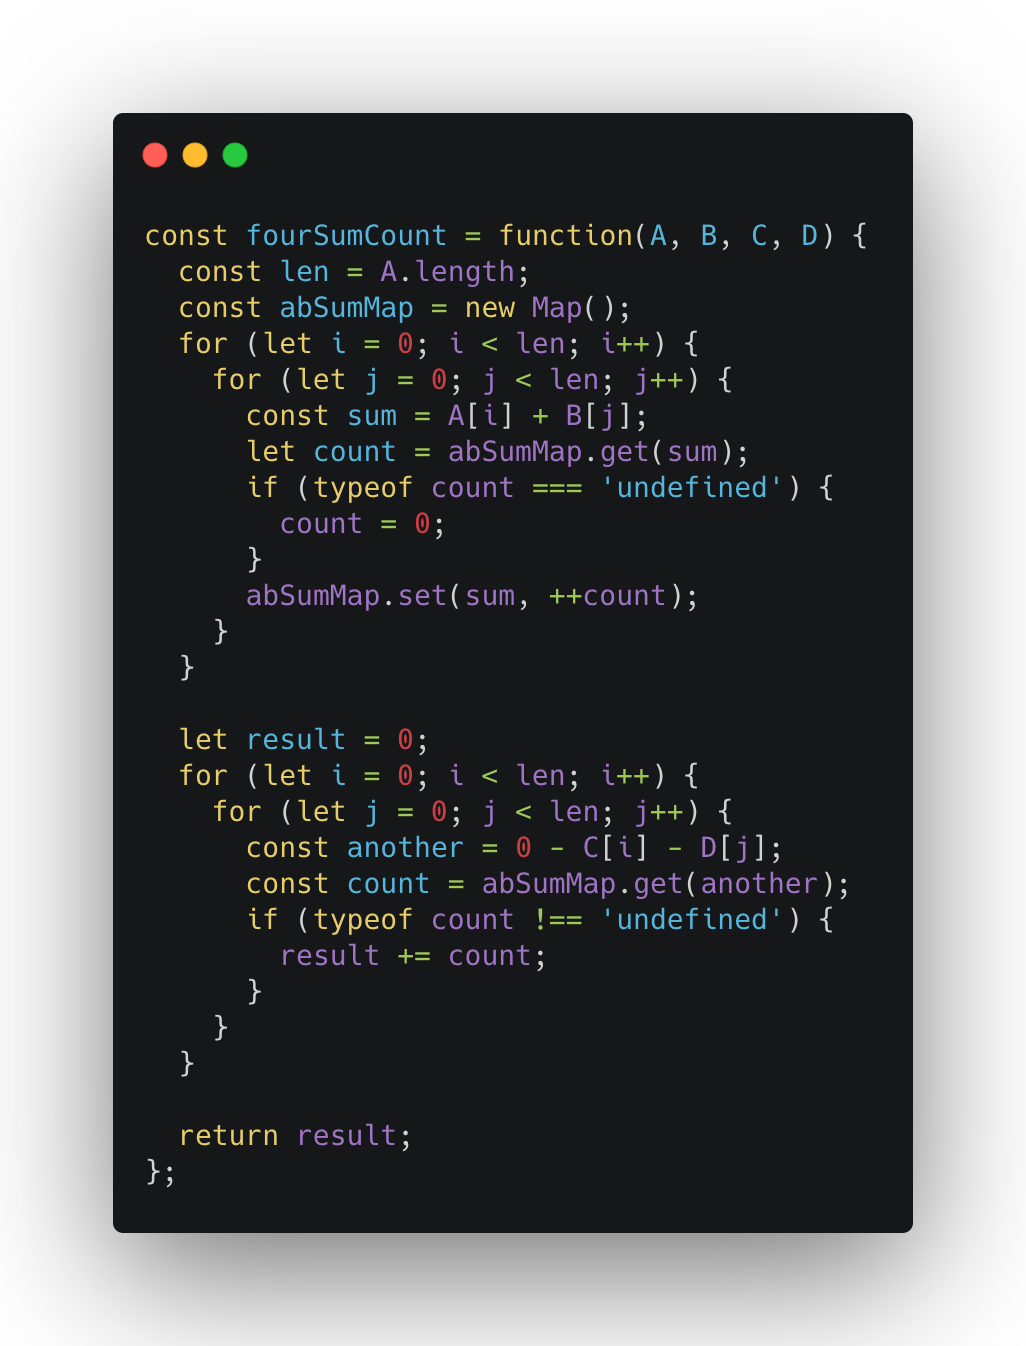 const fourSumCount = function(A, B, C, D) {
  const len = A.length;
  const abSumMap = new Map();
  for (let i = 0; i < len; i++) {
    for (let j = 0; j < len; j++) {
      const sum = A[i] + B[j];
      let count = abSumMap.get(sum);
      if (typeof count === 'undefined') {
        count = 0;
      }
      abSumMap.set(sum, ++count);
    }
  }

  let result = 0;
  for (let i = 0; i < len; i++) {
    for (let j = 0; j < len; j++) {
      const another = 0 - C[i] - D[j];
      const count = abSumMap.get(another);
      if (typeof count !== 'undefined') {
        result += count;
      }
    }
  }

  return result;
};